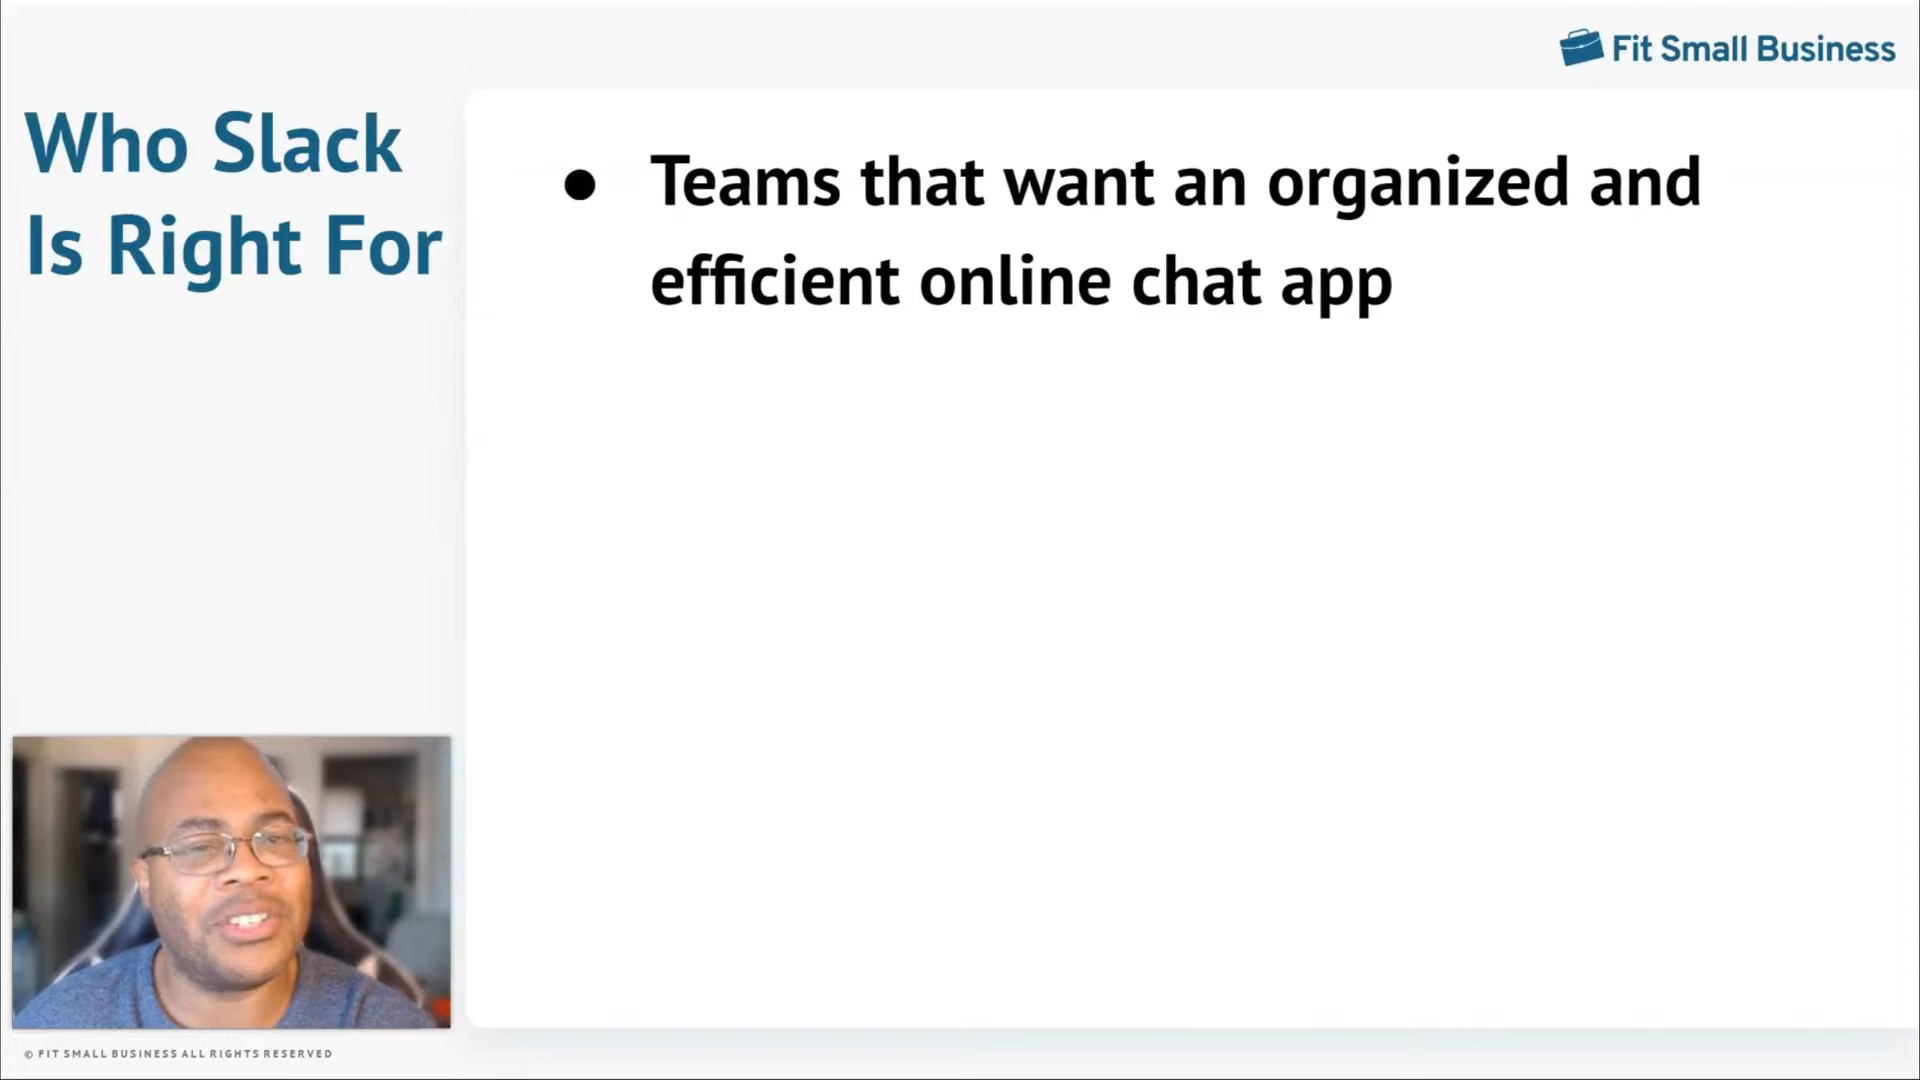 Fit Small Business
Who Slack
Is Right For
● Teams that want an organized and
efficient online chat app
© FIT SMALL BUSINESS ALL RIGHTS RESERVED